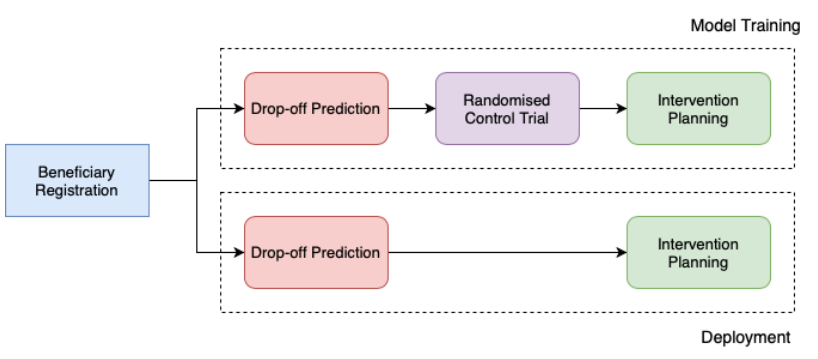 Model Training
Drop-off Prediction
Randomised
Control Trial
Intervention
Planning
Beneficiary
Registration
Drop-off Prediction
Intervention
Planning
Deployment